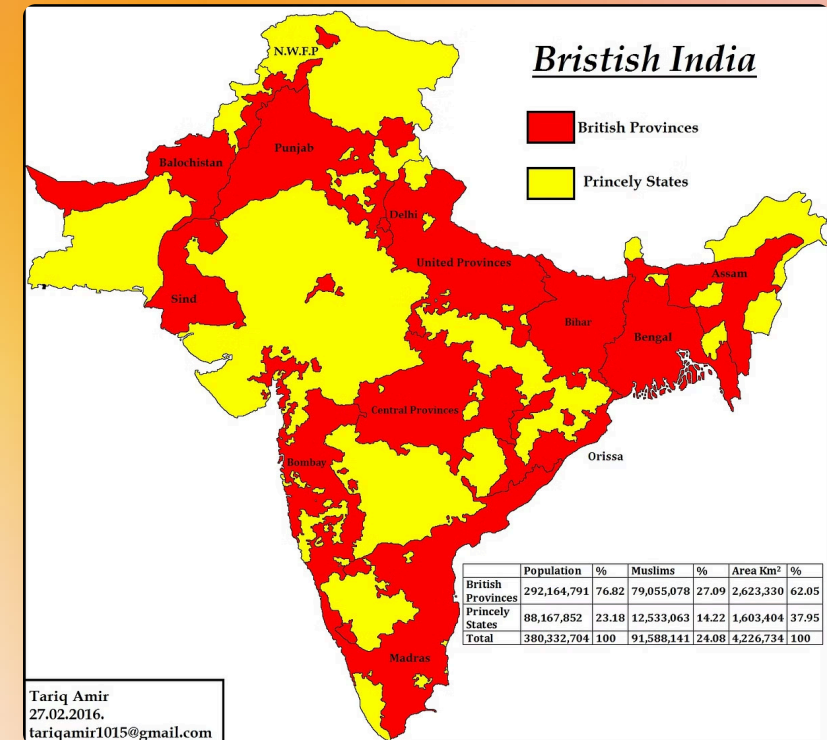 Bristish India
British Provinces
Princely States
N.W.F.P
Punjab
Balochistan
Delhi
United Provinces
Sind
Assam
Bihar
Bengal
Central Provinces
Orissa
Bombay
Madras
Population % Muslims % Area Km² %
British Provinces 292,164,791 76.82 79,055,078 27.09 2,623,330 62.05
Princely States 88,167,852 23.18 12,533,063 14.22 1,603,404 37.95
Total 380,332,704 100 91,588,141 24.08 4,226,734 100
Tariq Amir
27.02.2016.
tariqamir1015@gmail.com